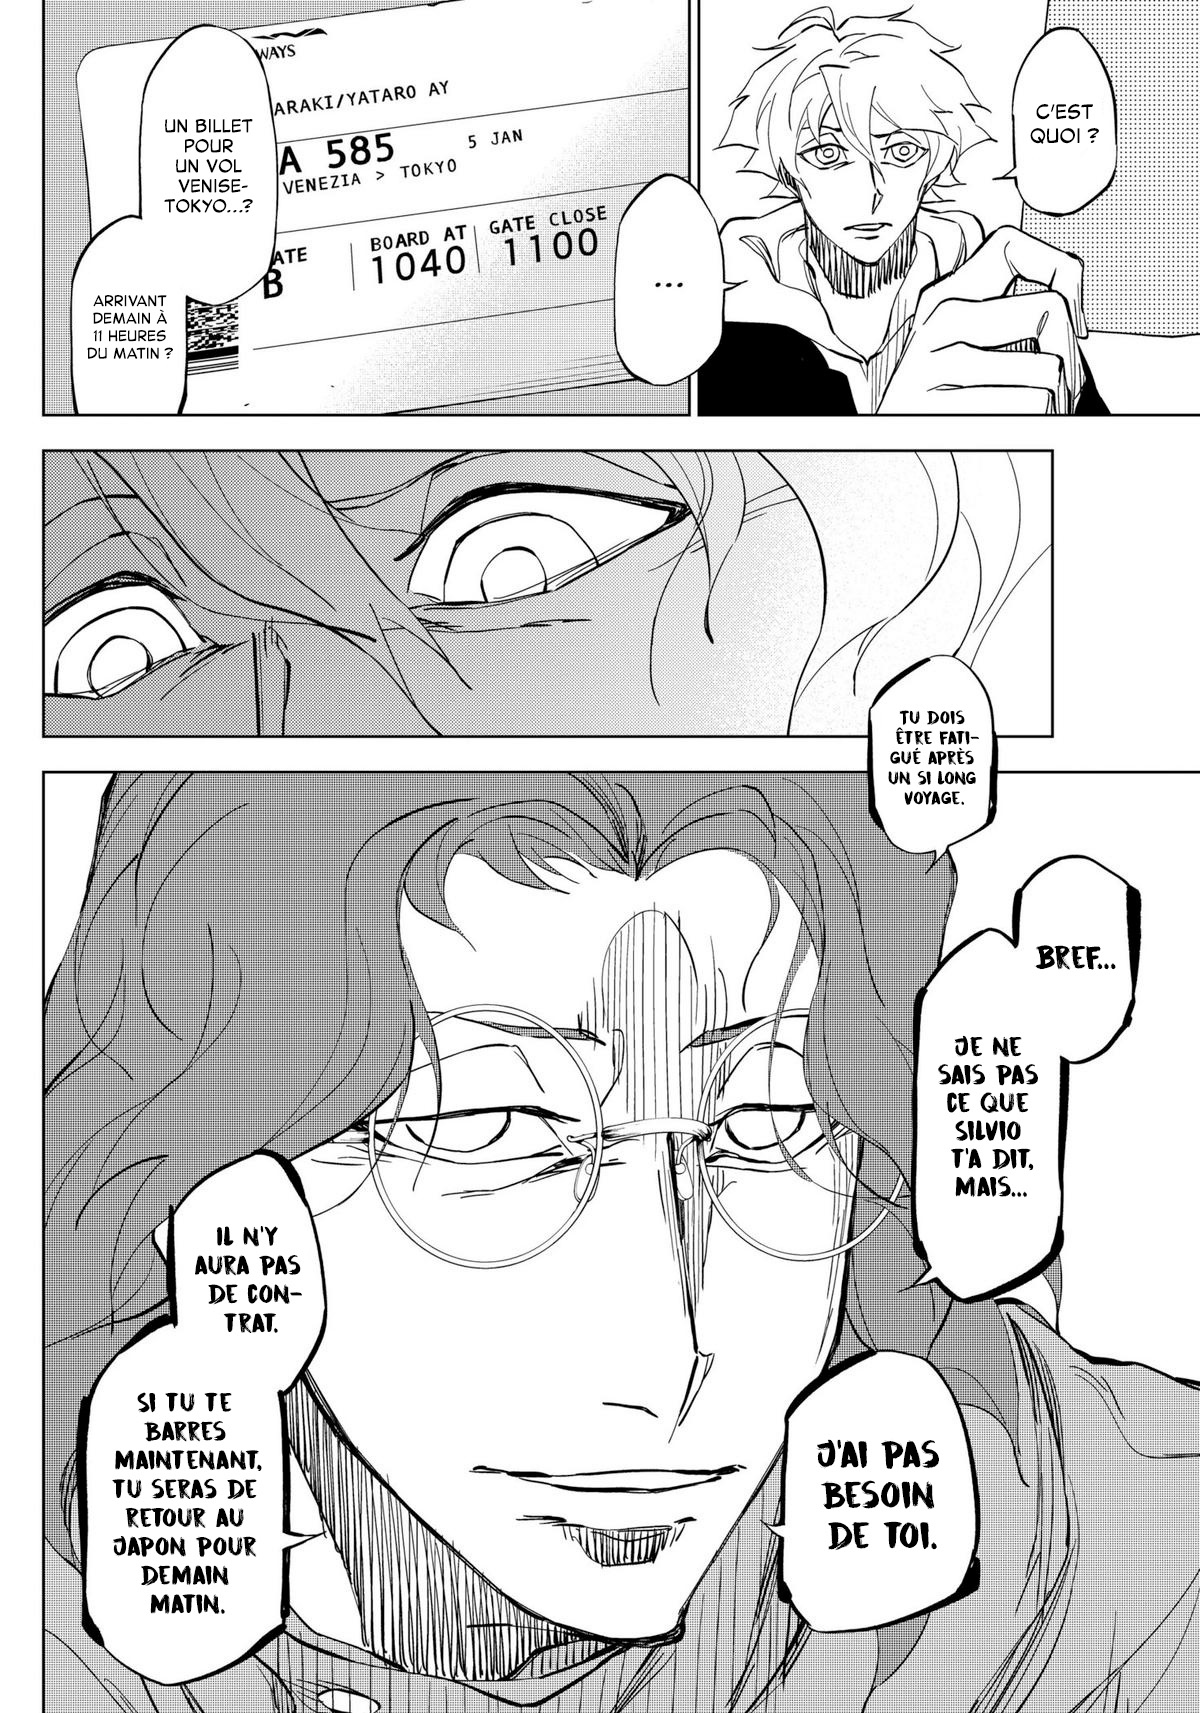 C'EST
QUOI ?
...
WAYS
ARAKI/YATARO AY
A 585
5 JAN
VENEZIA > TOKYO
ATE
BOARD AT
GATE CLOSE
B
1040
1100
UN BILLET
POUR
UN VOL
VENISE-
TOKYO...?
ARRIVANT
DEMAIN À
11 HEURES
DU MATIN ?
TU DOIS
ÊTRE FATI-
GUÉ APRÈS
UN SI LONG
VOYAGE.
BREF...
JE NE
SAIS PAS
CE QUE
SILVIO
T'A DIT,
MAIS...
IL N'Y
AURA PAS
DE CON-
TRAT.
SI TU TE
BARRES
MAINTENANT,
TU SERAS DE
RETOUR AU
JAPON POUR
DEMAIN
MATIN.
J'AI PAS
BESOIN
DE TOI.